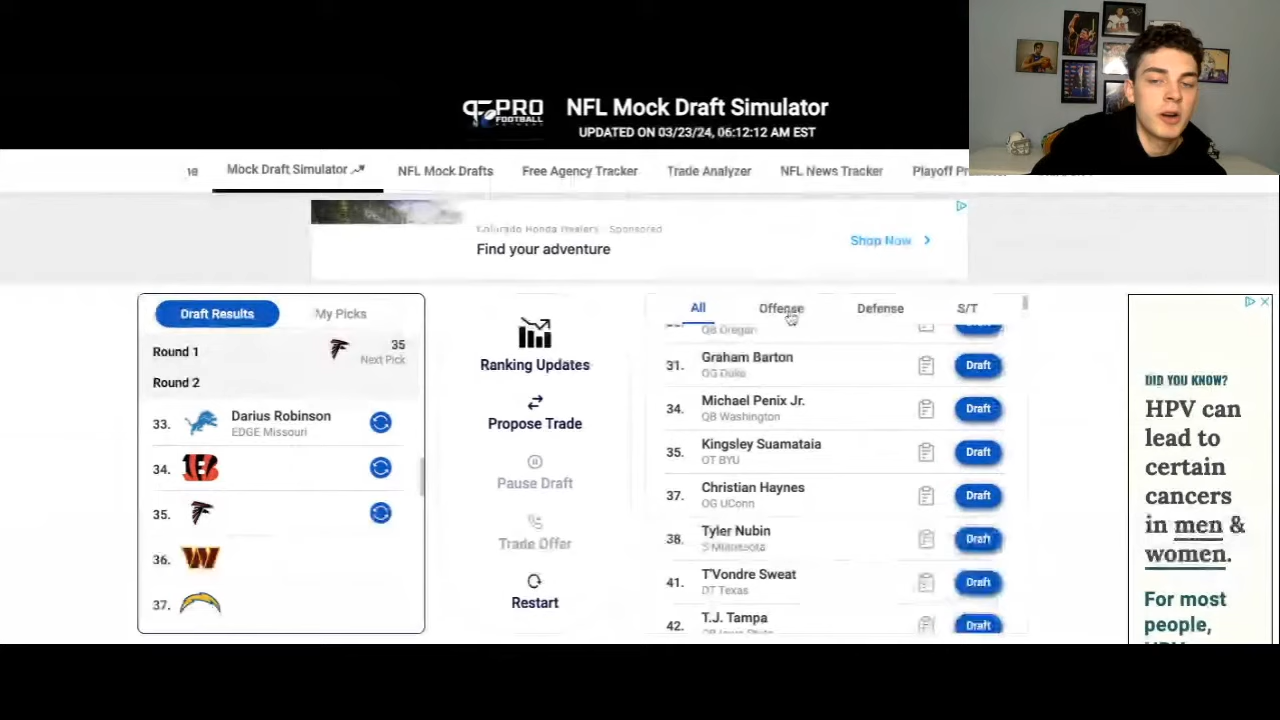 PRO
FOOTBALL
NETWORK
NFL Mock Draft Simulator
UPDATED ON 03/23/24, 06:12:12 AM EST
Mock Draft Simulator
NFL Mock Drafts
Free Agency Tracker
Trade Analyzer
NFL News Tracker
Playoff
Sponsored
Find your adventure
Shop Now
Draft Results
My Picks
Round 1
35
Next Pick
Round 2
33.
Darius Robinson
EDGE Missouri
34.
35.
36.
37.
Ranking Updates
Propose Trade
Pause Draft
Trade Offer
Restart
All
Offense
Defense
S/T
QB Oregon
Draft
31.
Graham Barton
OG Duke
Draft
34.
Michael Penix Jr.
QB Washington
Draft
35.
Kingsley Suamataia
OT BYU
Draft
37.
Christian Haynes
OG UConn
Draft
38.
Tyler Nubin
S Minnesota
Draft
41.
T'Vondre Sweat
DT Texas
Draft
42.
T.J. Tampa
Draft
DID YOU KNOW?
HPV can
lead to
certain
cancers
in men &
women.
For most
people,